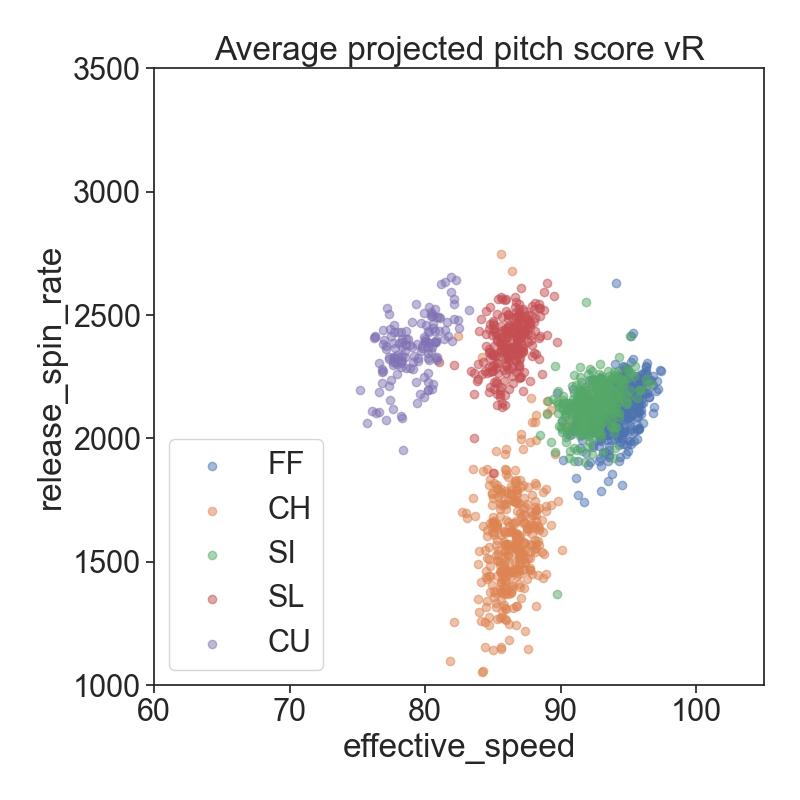 Average projected pitch score vR
3500
3000
2500
2000
1500
1000
release_spin_rate
FF
CH
SI
SL
CU
60 70 80 90 100
effective_speed